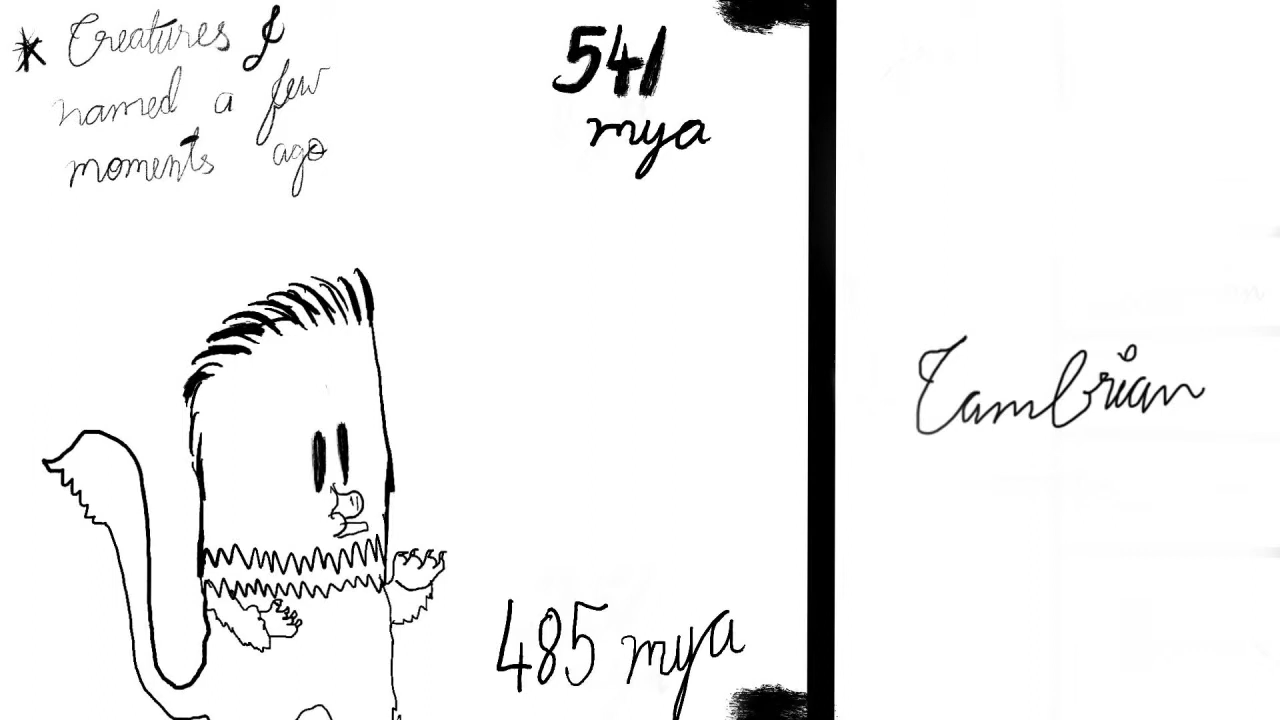 * Creatures I
named a few
moments ago
541
mya
485 mya
Cambrian